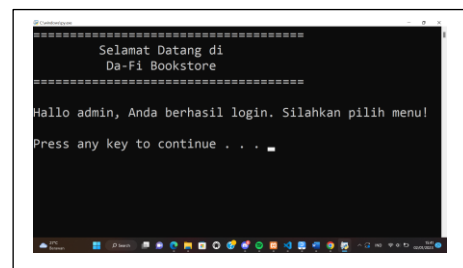 ====================================
Selamat Datang di
Da-Fi Bookstore
====================================
Hallo admin, Anda berhasil login. Silahkan pilih menu!
Press any key to continue . . .